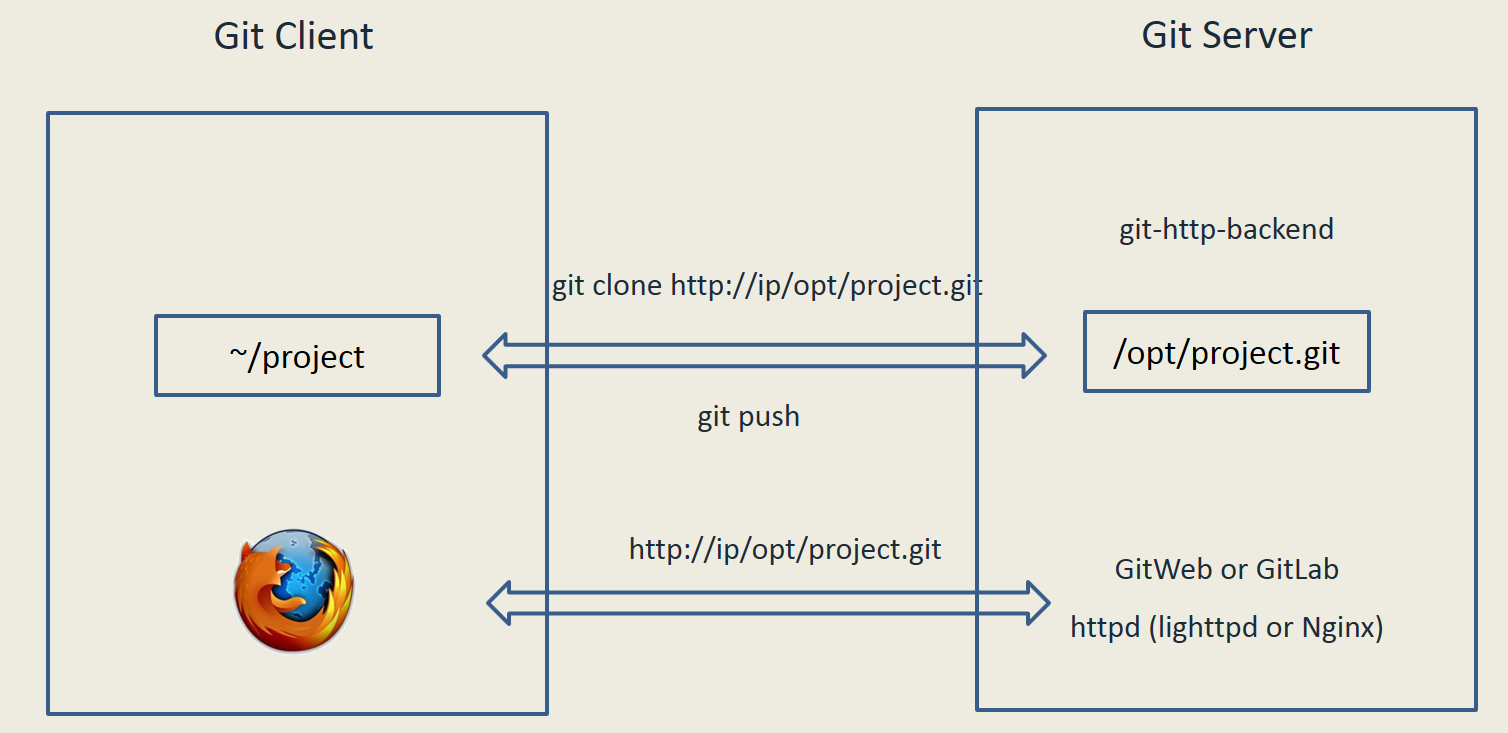 Git Client
Git Server
git-http-backend
git clone http://ip/opt/project.git
~/project
/opt/project.git
git push
http://ip/opt/project.git
GitWeb or GitLab
httpd (lighttpd or Nginx)